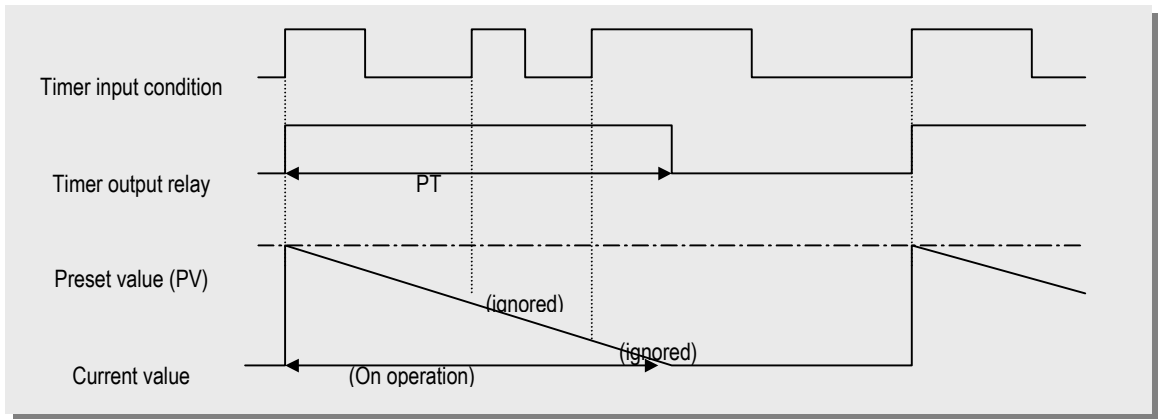 Timer input condition
Timer output relay
PT
Preset value (PV)
(ignored)
(ignored)
Current value
(On operation)